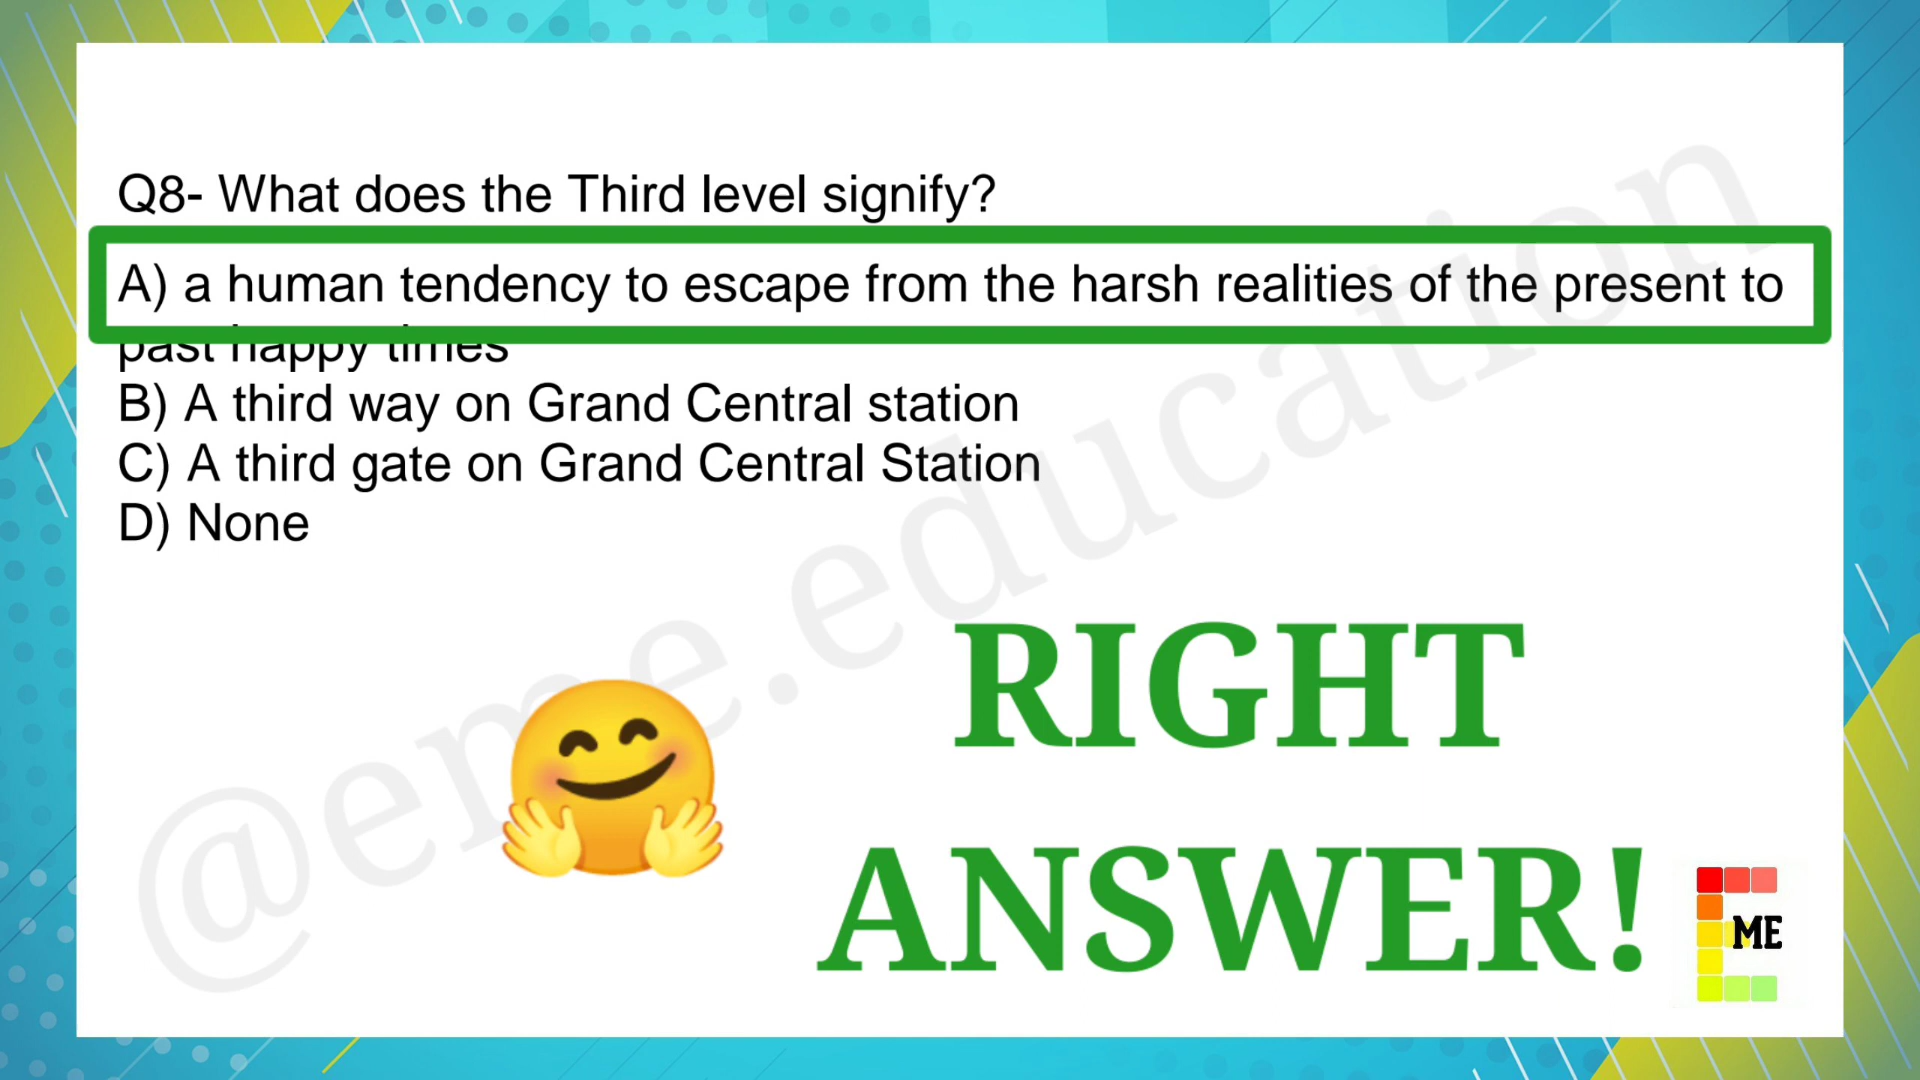 Q8- What does the Third level signify?
A) a human tendency to escape from the harsh realities of the present to
past happy times
B) A third way on Grand Central station
C) A third gate on Grand Central Station
D) None
@eme.education
RIGHT
ANSWER!
ME